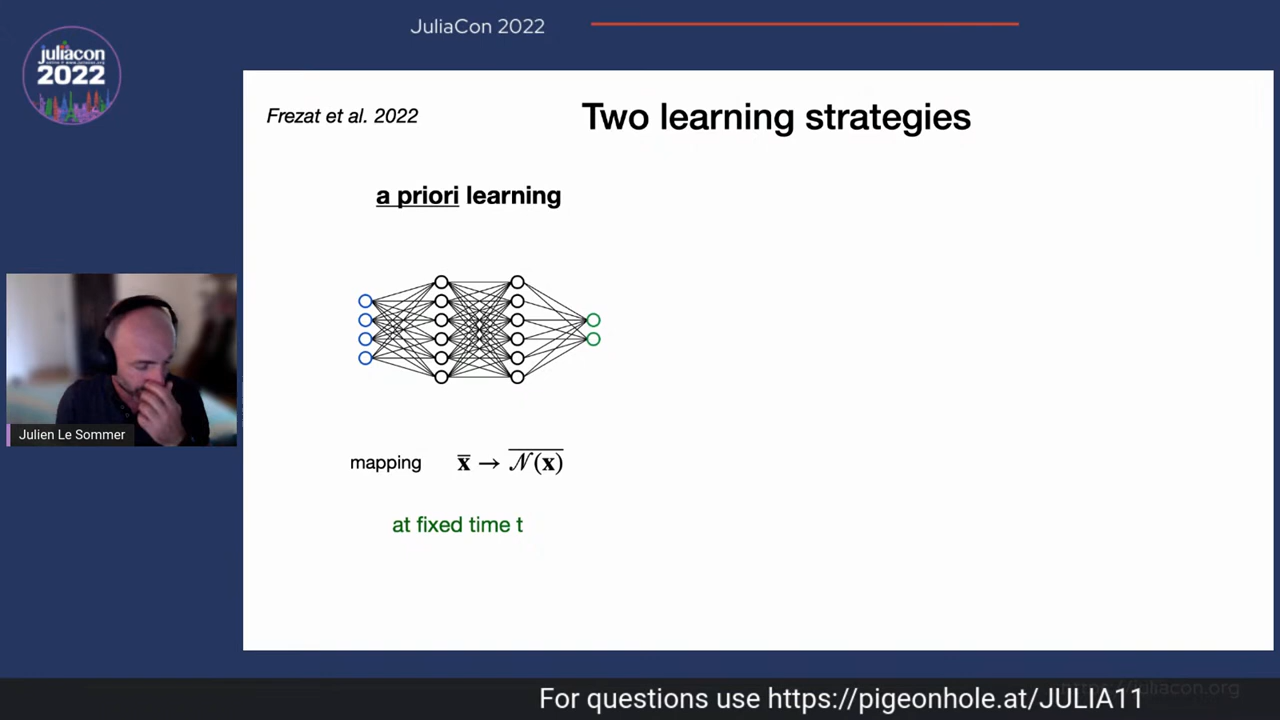 JuliaCon 2022
juliacon
2022
Frezat et al. 2022
Two learning strategies
a priori learning
mapping x̅ → \overline{𝒩(x)}
at fixed time t
Julien Le Sommer
For questions use https://pigeonhole.at/JULIA11